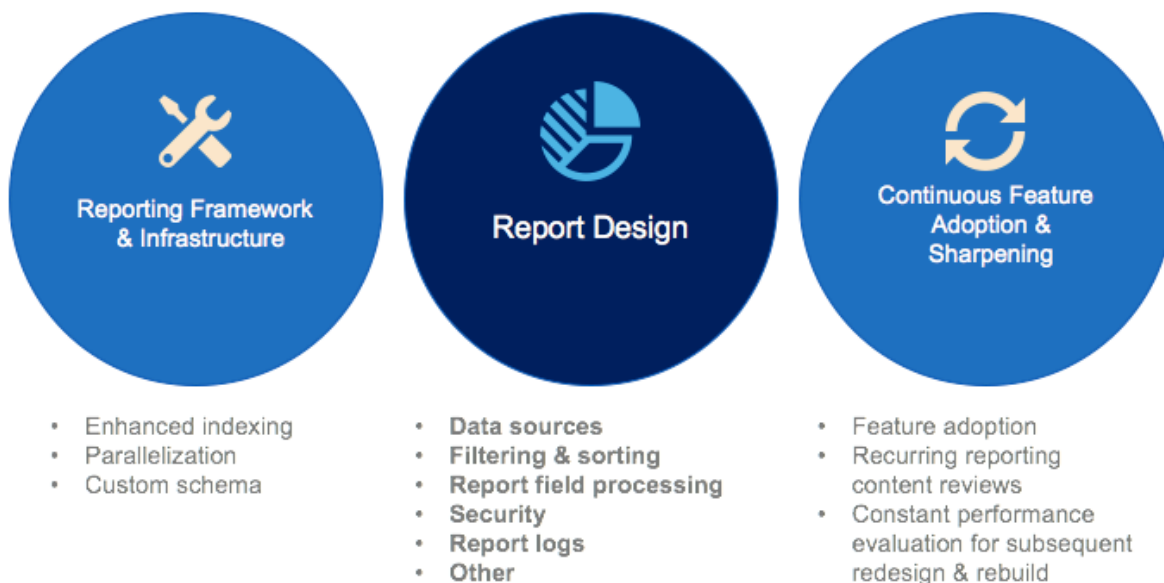 Reporting Framework
& Infrastructure
Report Design
Continuous Feature
Adoption &
Sharpening
• Enhanced indexing
• Parallelization
• Custom schema
• Data sources
• Filtering & sorting
• Report field processing
• Security
• Report logs
• Other
• Feature adoption
• Recurring reporting
content reviews
• Constant performance
evaluation for subsequent
redesign & rebuild